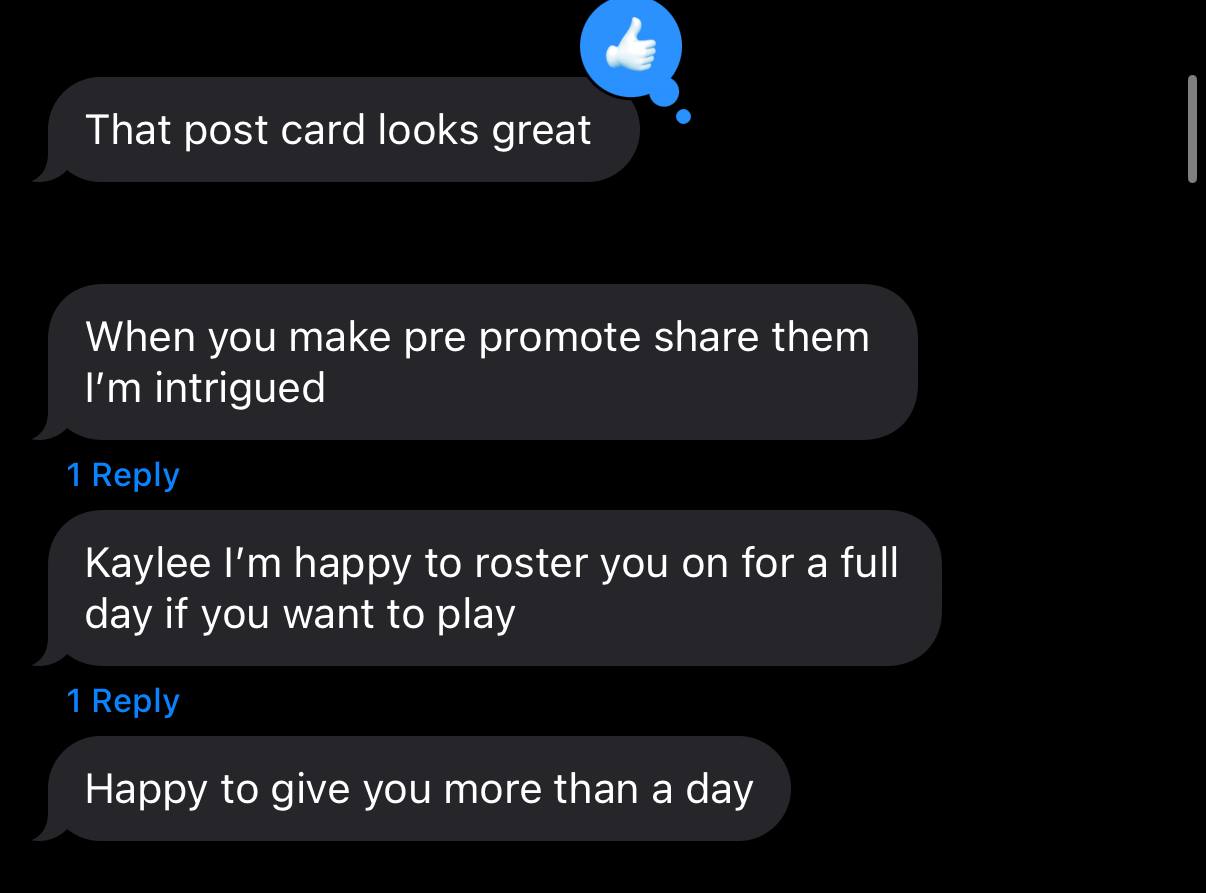 That post card looks great
When you make pre promote share them
I’m intrigued
1 Reply
Kaylee I’m happy to roster you on for a full
day if you want to play
1 Reply
Happy to give you more than a day